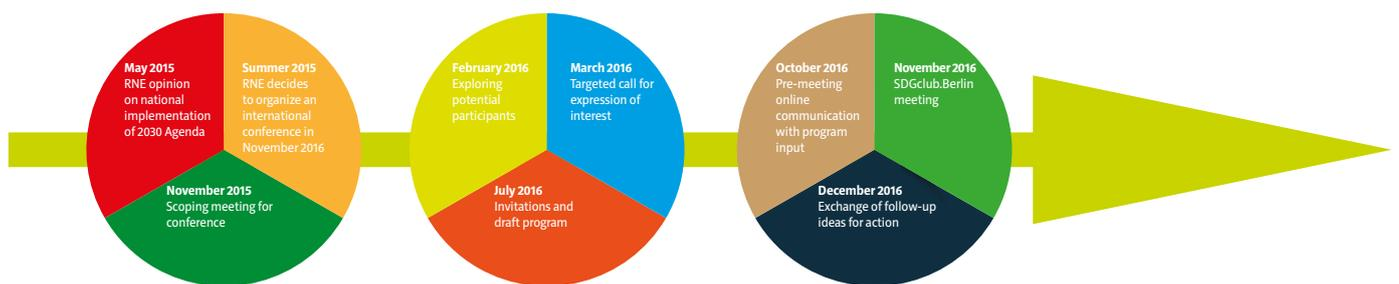 May 2015
RNE opinion
on national
implementation
of 2030 Agenda
Summer 2015
RNE decides
to organize an
international
conference in
November 2016
November 2015
Scoping meeting for
conference
February 2016
Exploring
potential
participants
March 2016
Targeted call for
expression of
interest
July 2016
Invitations and
draft program
October 2016
Pre-meeting
online
communication
with program
input
November 2016
SDGclub.Berlin
meeting
December 2016
Exchange of follow-up
ideas for action